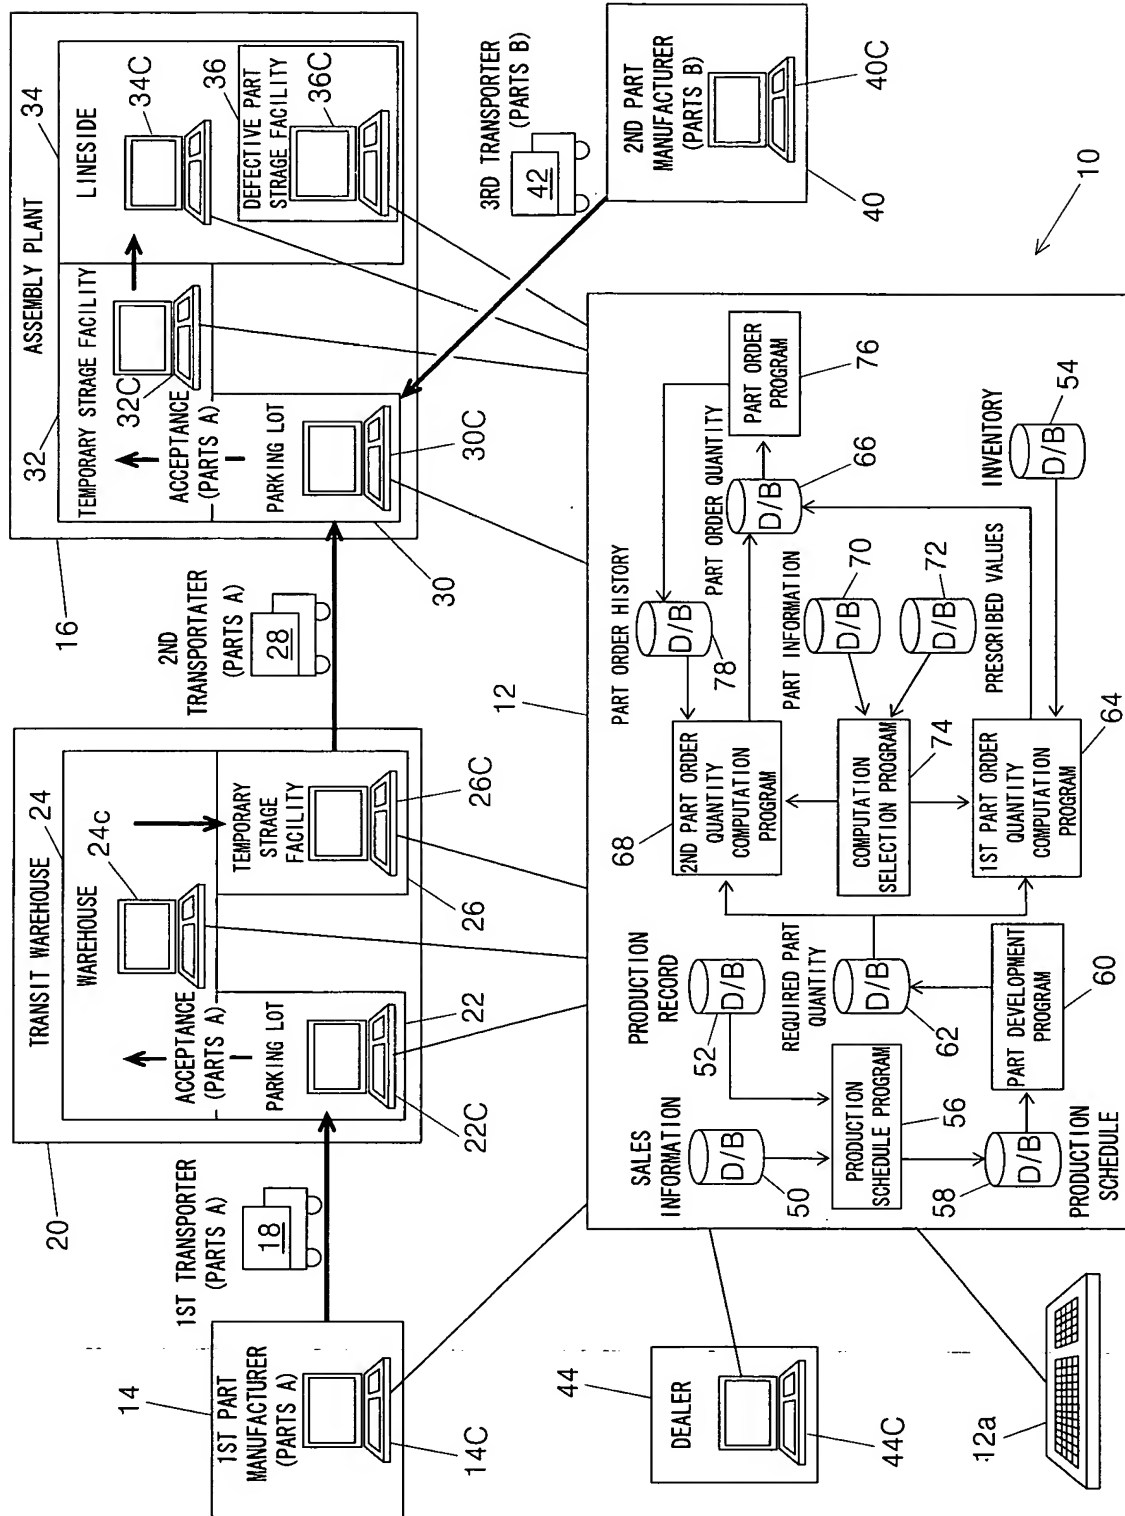 1ST PART
MANUFACTURER
(PARTS A)
14
14C
1ST TRANSPORTER
(PARTS A)
18
20
TRANSIT WAREHOUSE
24
WAREHOUSE
24c
ACCEPTANCE
(PARTS A)
PARKING LOT
22
22C
TEMPORARY
STRAGE
FACILITY
26
26C
2ND
TRANSPORTATER
(PARTS A)
28
16
ASSEMBLY PLANT
32
TEMPORARY STRAGE FACILITY
32C
ACCEPTANCE
(PARTS A)
PARKING LOT
30
30C
34
LINESIDE
34C
36
DEFECTIVE PART
STRAGE FACILITY
36C
3RD TRANSPORTER
(PARTS B)
42
2ND PART
MANUFACTURER
(PARTS B)
40C
40
10
44
DEALER
44C
12a
12
SALES
INFORMATION
D/B
50
PRODUCTION
RECORD
D/B
52
PRODUCTION
SCHEDULE PROGRAM
56
D/B
58
PRODUCTION
SCHEDULE
PART DEVELOPMENT
PROGRAM
60
REQUIRED PART
QUANTITY
D/B
62
68
2ND PART ORDER
QUANTITY
COMPUTATION
PROGRAM
COMPUTATION
SELECTION PROGRAM
74
1ST PART ORDER
QUANTITY
COMPUTATION
PROGRAM
64
PART ORDER HISTORY
D/B
78
PART INFORMATION
D/B
70
D/B
72
PRESCRIBED VALUES
PART ORDER QUANTITY
D/B
66
PART ORDER
PROGRAM
76
INVENTORY
D/B
54